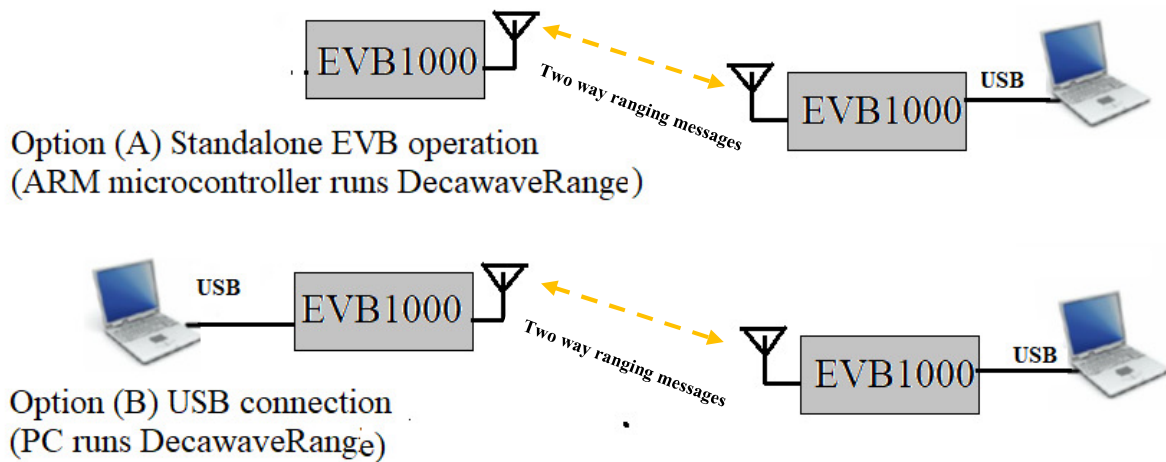 EVB1000
Two way ranging messages
EVB1000
USB
Option (A) Standalone EVB operation
(ARM microcontroller runs DecawaveRange)
USB
EVB1000
Two way ranging messages
EVB1000
USB
Option (B) USB connection
(PC runs DecawaveRange)